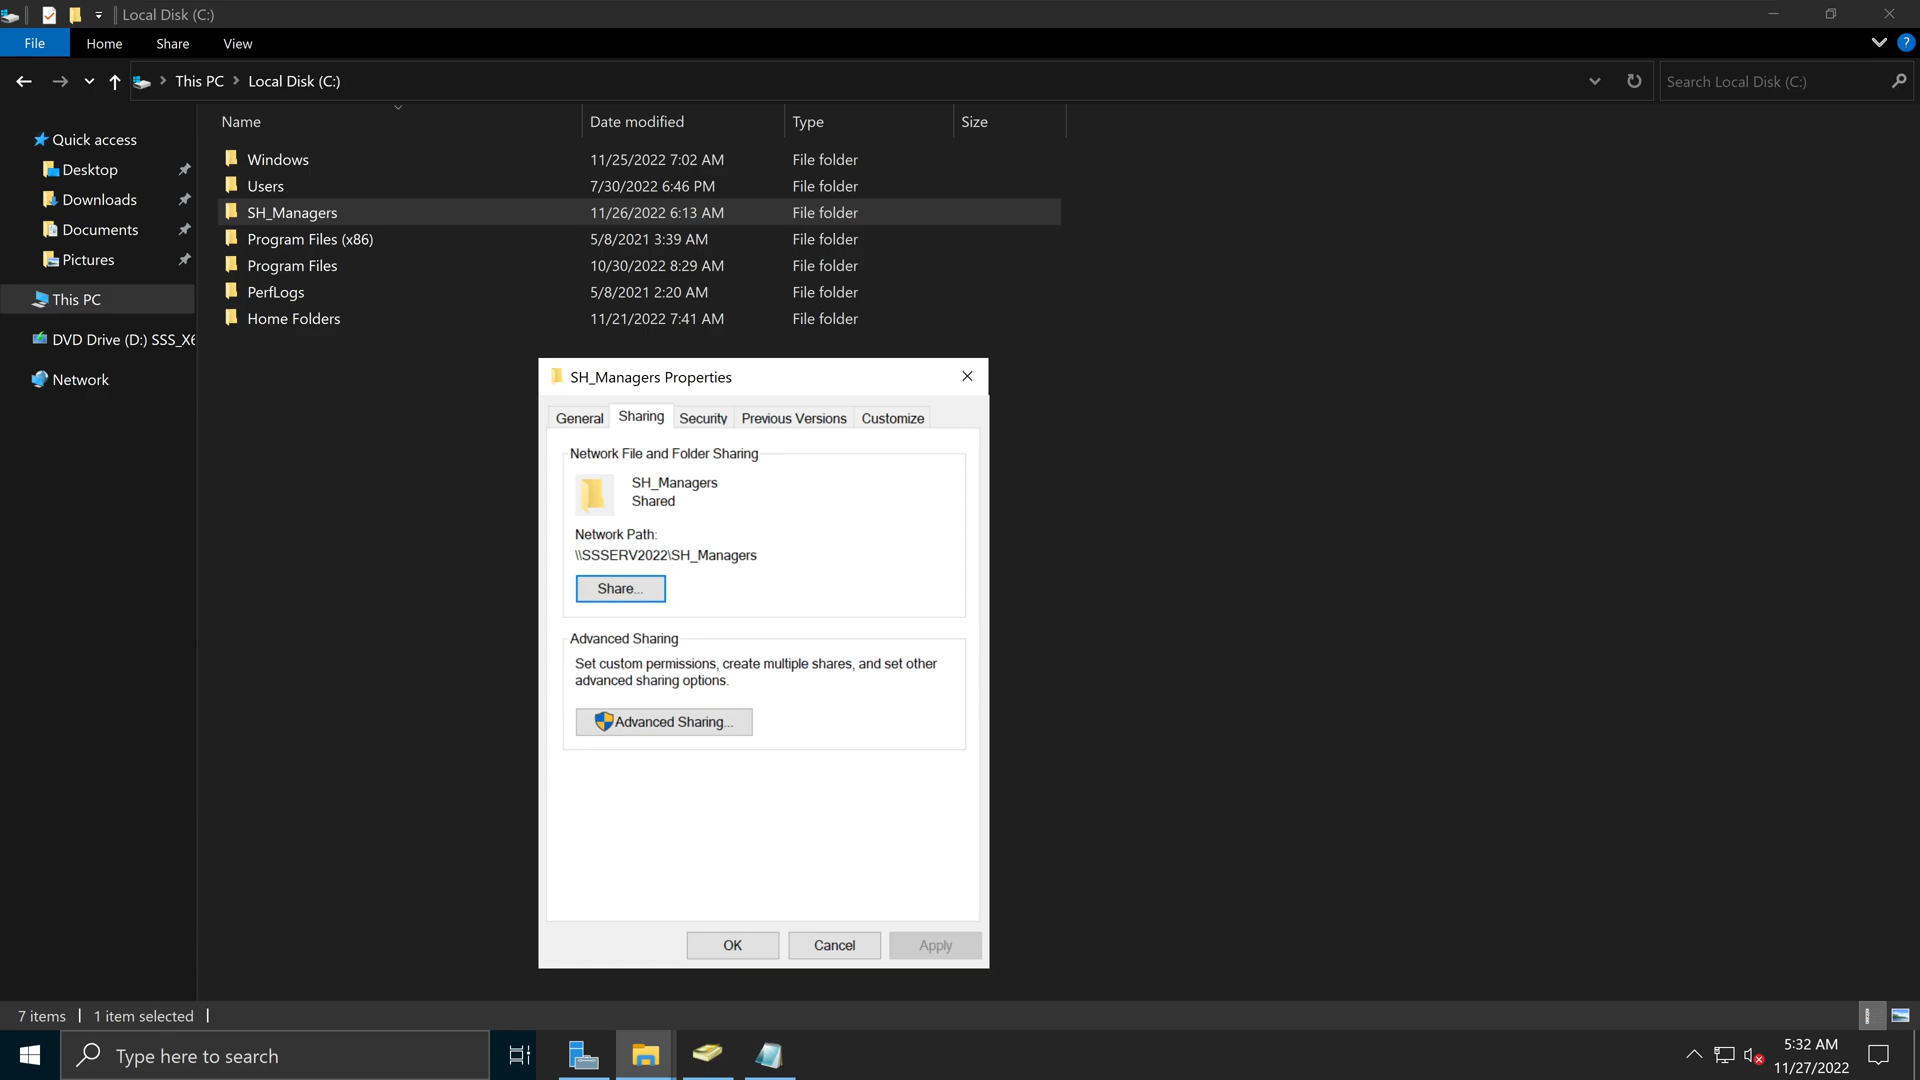 Local Disk (C:)
File
Home
Share
View
?
This PC
Local Disk (C:)
Search Local Disk (C:)
Name
Date modified
Type
Size
Quick access
Desktop
Downloads
Documents
Pictures
This PC
DVD Drive (D:) SSS_X6
Network
Windows 11/25/2022 7:02 AM File folder
Users 7/30/2022 6:46 PM File folder
SH_Managers 11/26/2022 6:13 AM File folder
Program Files (x86) 5/8/2021 3:39 AM File folder
Program Files 10/30/2022 8:29 AM File folder
PerfLogs 5/8/2021 2:20 AM File folder
Home Folders 11/21/2022 7:41 AM File folder
SH_Managers Properties
General
Sharing
Security
Previous Versions
Customize
Network File and Folder Sharing
SH_Managers
Shared
Network Path:
\\SSSERV2022\SH_Managers
Share...
Advanced Sharing
Set custom permissions, create multiple shares, and set other
advanced sharing options.
Advanced Sharing...
OK
Cancel
Apply
7 items
1 item selected
Type here to search
5:32 AM
11/27/2022